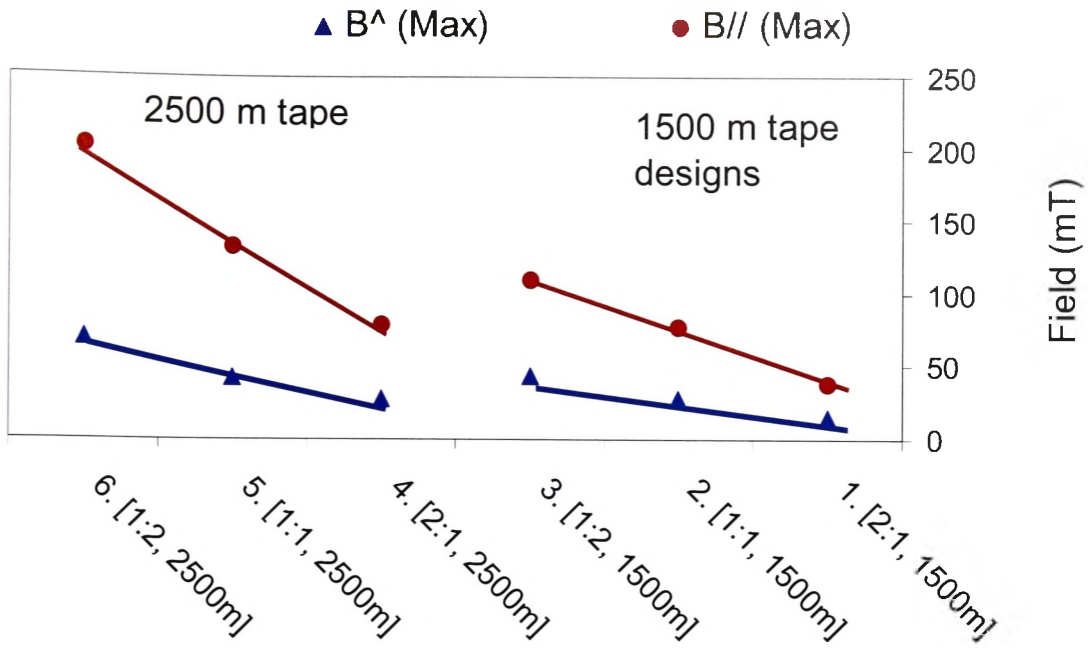 B^ (Max)
B// (Max)
2500 m tape
1500 m tape
designs
250
200
150
100
50
0
Field (mT)
6. [1:2, 2500m]
5. [1:1, 2500m]
4. [2:1, 2500m]
3. [1:2, 1500m]
2. [1:1, 1500m]
1. [2:1, 1500m]